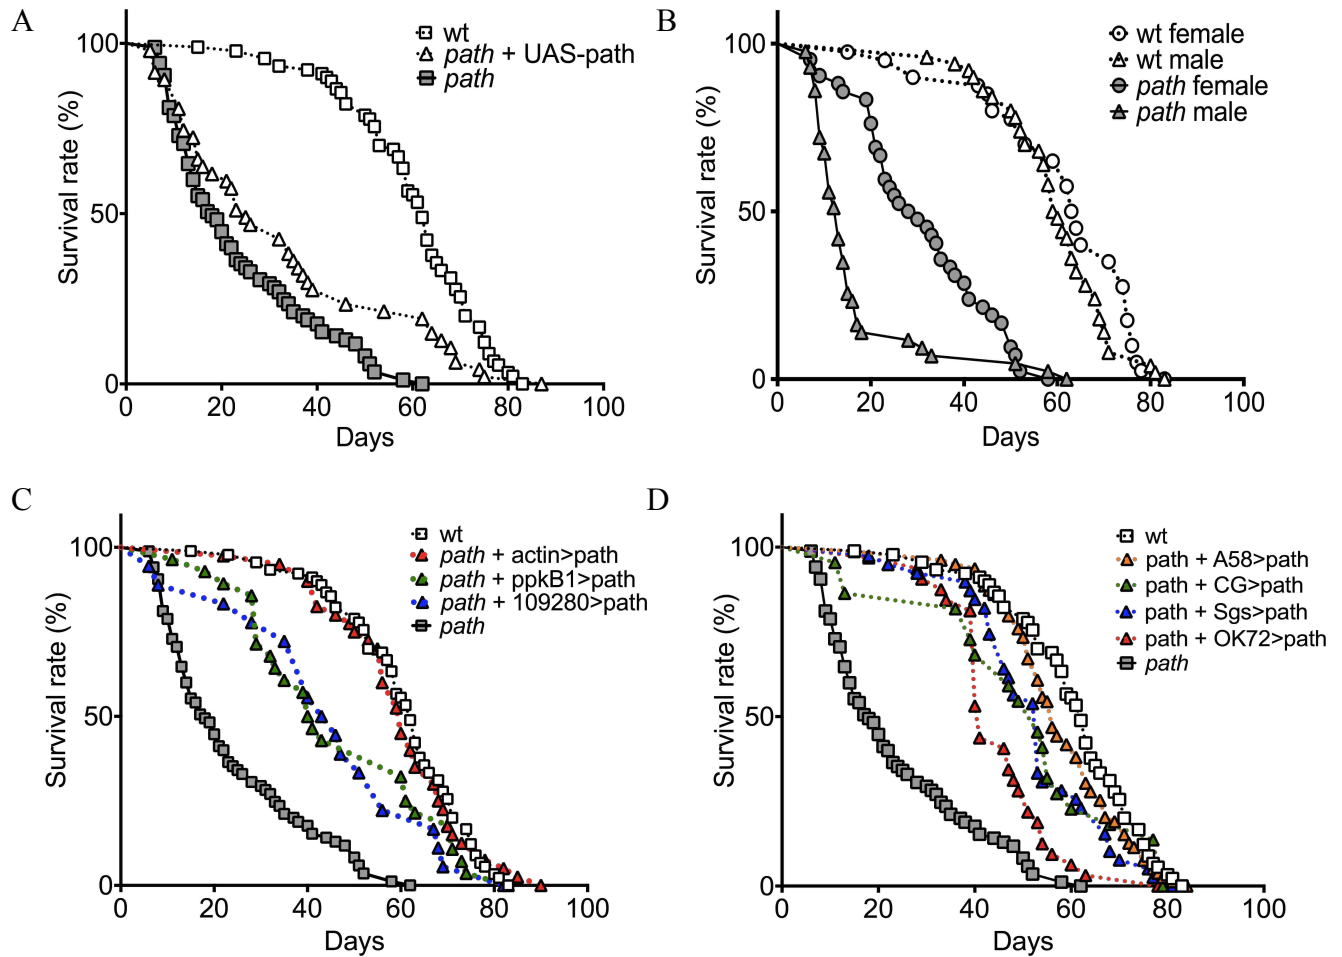 A
Survival rate (%)
100
50
0
0 20 40 60 80 100
Days
wt
path + UAS-path
path
B
Survival rate (%)
100
50
0
0 20 40 60 80 100
Days
wt female
wt male
path female
path male
C
Survival rate (%)
100
50
0
0 20 40 60 80 100
Days
wt
path + actin>path
path + ppkB1>path
path + 109280>path
path
D
Survival rate (%)
100
50
0
0 20 40 60 80 100
Days
wt
path + A58>path
path + CG>path
path + Sgs>path
path + OK72>path
path